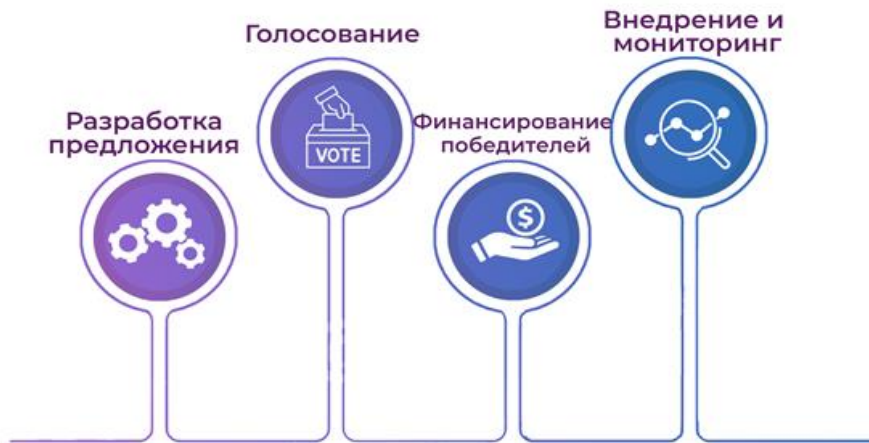 Разработка
предложения
Голосование
VOTE
Финансирование
победителей
$
Внедрение и
мониторинг